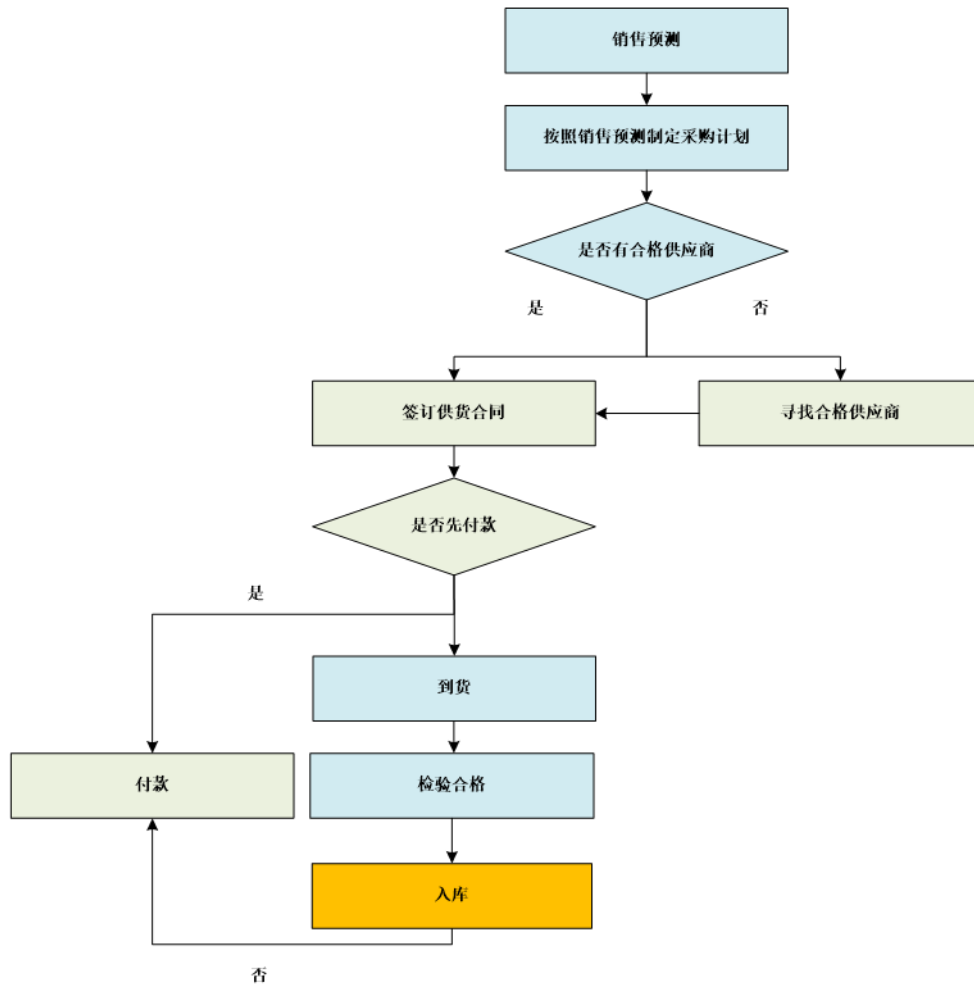 销售预测
按照销售预测制定采购计划
是否有合格供应商
是
否
签订供货合同
寻找合格供应商
是否先付款
是
到货
付款
检验合格
入库
否